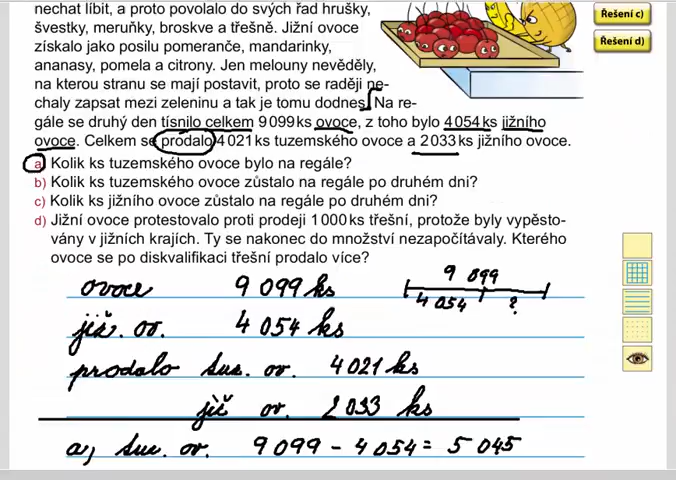 nechat líbit, a proto povolalo do svých řad hrušky,
švestky, meruňky, broskve a třešně. Jižní ovoce
získalo jako posilu pomeranče, mandarinky,
ananasy, pomela a citrony. Jen melouny nevěděly,
na kterou stranu se mají postavit, proto se raději ne-
chaly zapsat mezi zeleninu a tak je tomu dodnes. Na re-
gále se druhý den tísnilo celkem 9 099 ks ovoce, z toho bylo 4 054 ks jižního
ovoce. Celkem se prodalo 4 021 ks tuzemského ovoce a 2 033 ks jižního ovoce.
a) Kolik ks tuzemského ovoce bylo na regále?
b) Kolik ks tuzemského ovoce zůstalo na regále po druhém dni?
c) Kolik ks jižního ovoce zůstalo na regále po druhém dni?
d) Jižní ovoce protestovalo proti prodeji 1 000 ks třešní, protože byly vypěsto-
vány v jižních krajích. Ty se nakonec do množství nezapočítávaly. Kterého
ovoce se po diskvalifikaci třešní prodalo více?
Řešení c)
Řešení d)
ovoce 9 099 ks
9 899
4 054 ?
již. ov. 4 054 ks
prodalo tuz. ov. 4 021 ks
již ov. 2 033 ks
a, tuz. ov. 9 099 - 4 054 = 5 045